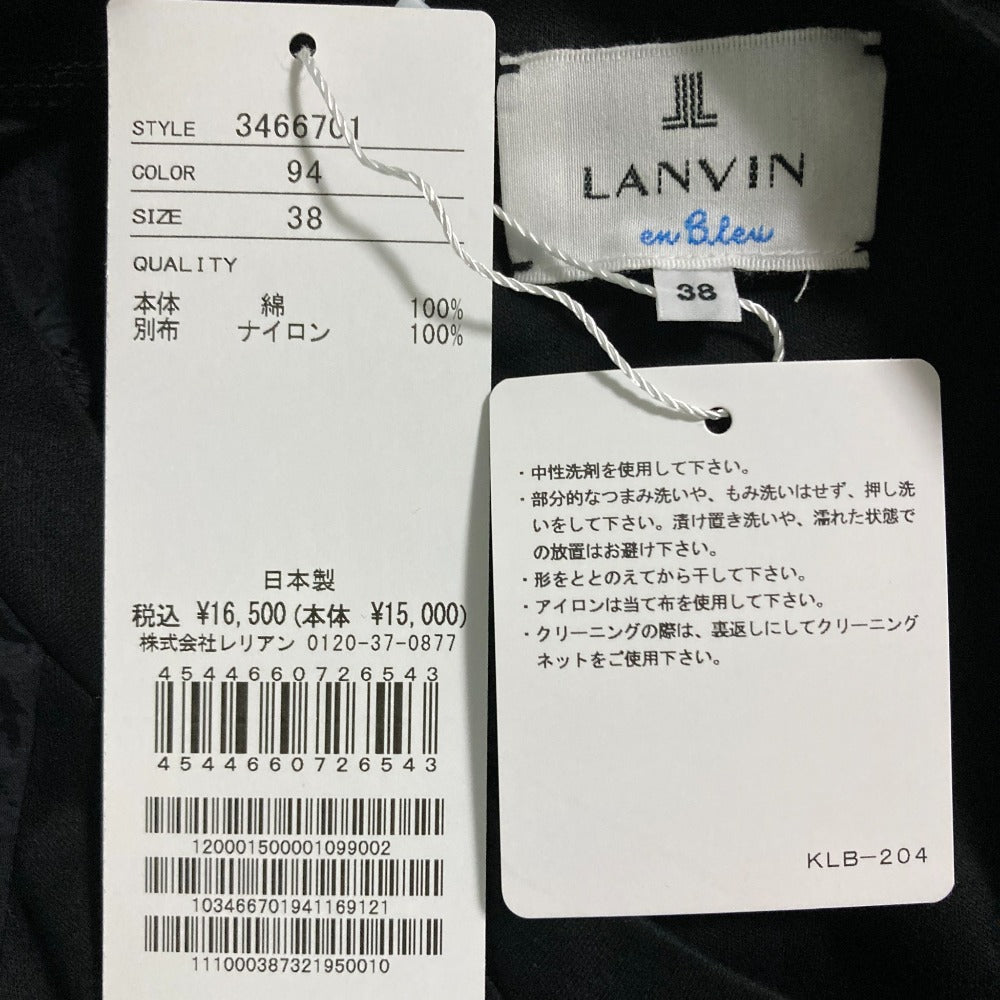 STYLE 3466701
COLOR 94
SIZE 38
QUALITY
本体 綿 100%
別布 ナイロン 100%
日本製
税込 ¥16,500(本体 ¥15,000)
株式会社レリアン 0120-37-0877
4544660726543
4544660726543
120001500001099002
103466701941169121
111000387321950010
LANVIN
en Bleu
38
・中性洗剤を使用して下さい。
・部分的なつまみ洗いや、もみ洗いはせず、押し洗
いをして下さい。漬け置き洗いや、濡れた状態で
の放置はお避け下さい。
・形をととのえてから干して下さい。
・アイロンは当て布を使用して下さい。
・クリーニングの際は、裏返しにしてクリーニング
ネットをご使用下さい。
KLB-204